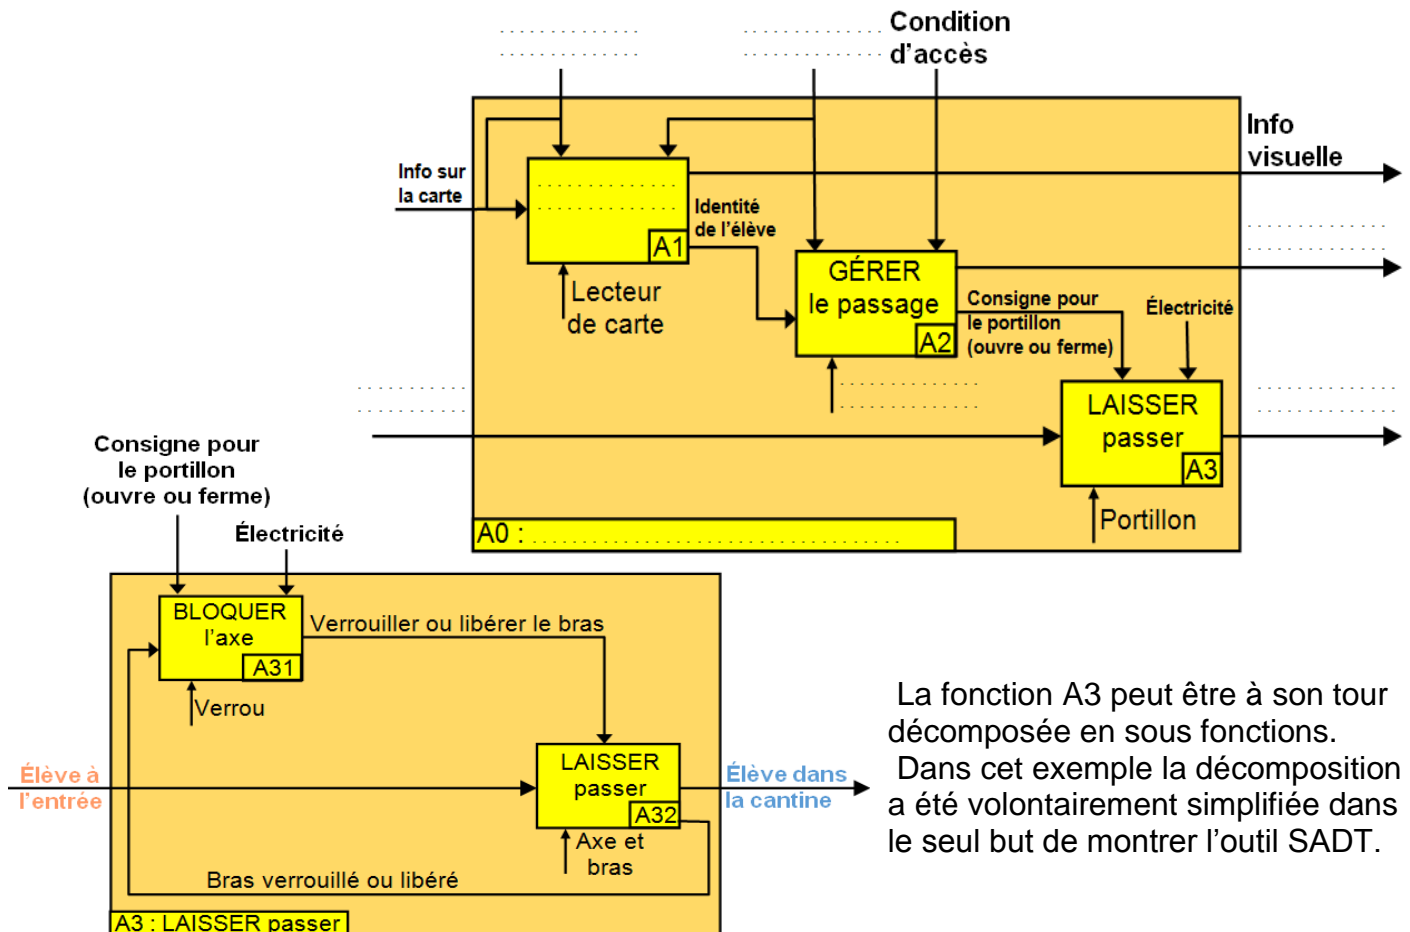 Condition
d’accès
Info
visuelle
Info sur
la carte
A1
Identité
de l’élève
Lecteur
de carte
GÉRER
le passage
A2
Consigne pour
le portillon
(ouvre ou ferme)
Électricité
LAISSER
passer
A3
Portillon
A0 : . . . . . . . . . . . . . . . . . . . . . . . . . . . . . . . . . .
Consigne pour
le portillon
(ouvre ou ferme)
Électricité
BLOQUER
l’axe
A31
Verrou
Verrouiller ou libérer le bras
Élève à
l’entrée
LAISSER
passer
A32
Axe et
bras
Élève dans
la cantine
Bras verrouillé ou libéré
A3 : LAISSER passer
La fonction A3 peut être à son tour
décomposée en sous fonctions.
Dans cet exemple la décomposition
a été volontairement simplifiée dans
le seul but de montrer l’outil SADT.